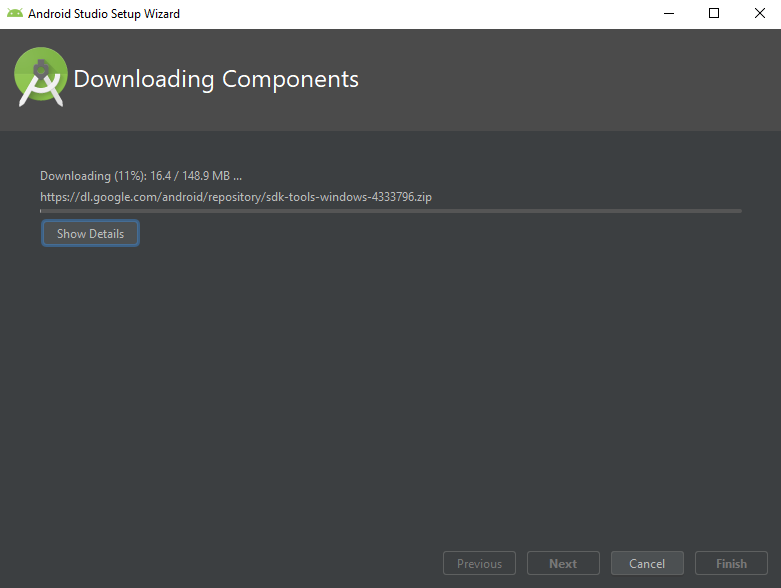 Android Studio Setup Wizard
Downloading Components
Downloading (11%): 16.4 / 148.9 MB ...
https://dl.google.com/android/repository/sdk-tools-windows-4333796.zip
Show Details
Previous Next Cancel Finish